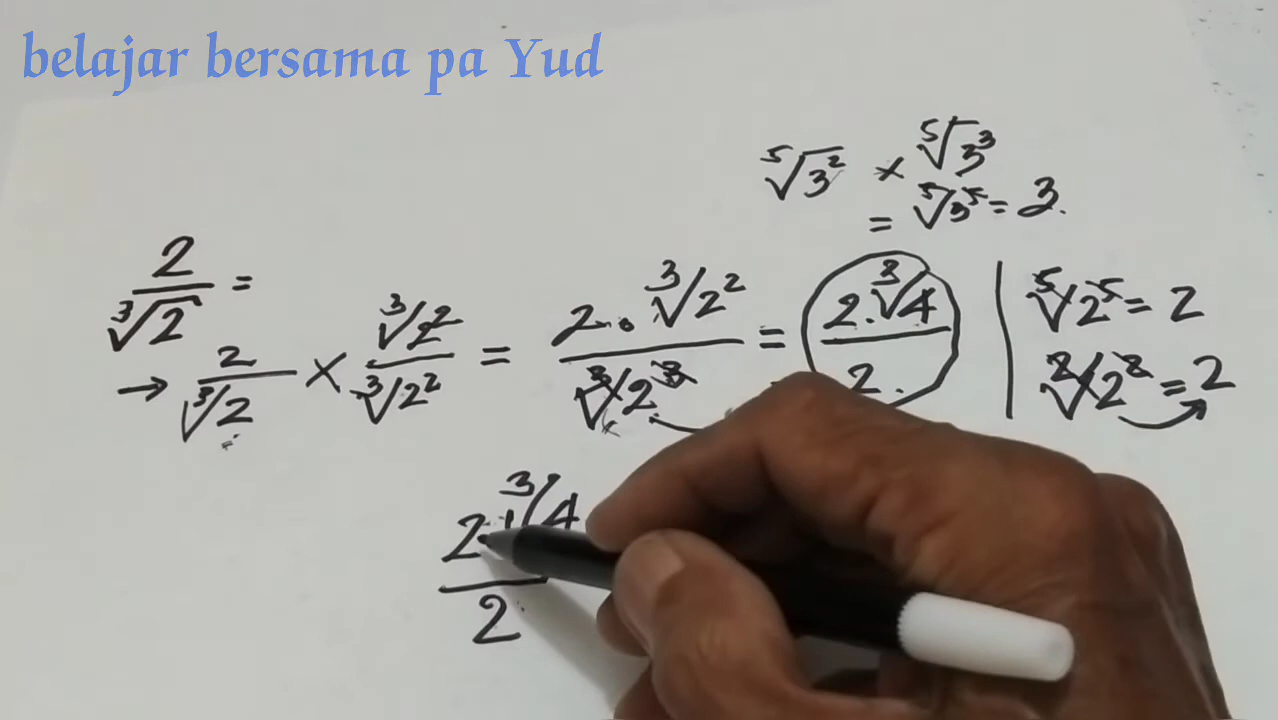 belajar bersama pa Yud
⁵√3² × ⁵√3³
= ⁵√3⁵ = 3.
2/³√2 =
→ 2/³√2 × ³√2²/³√2² = 2.³√2²/³√2³ = 2.³√4/2.
⁵√2⁵ = 2
³√2³ = 2
2.³√4/2